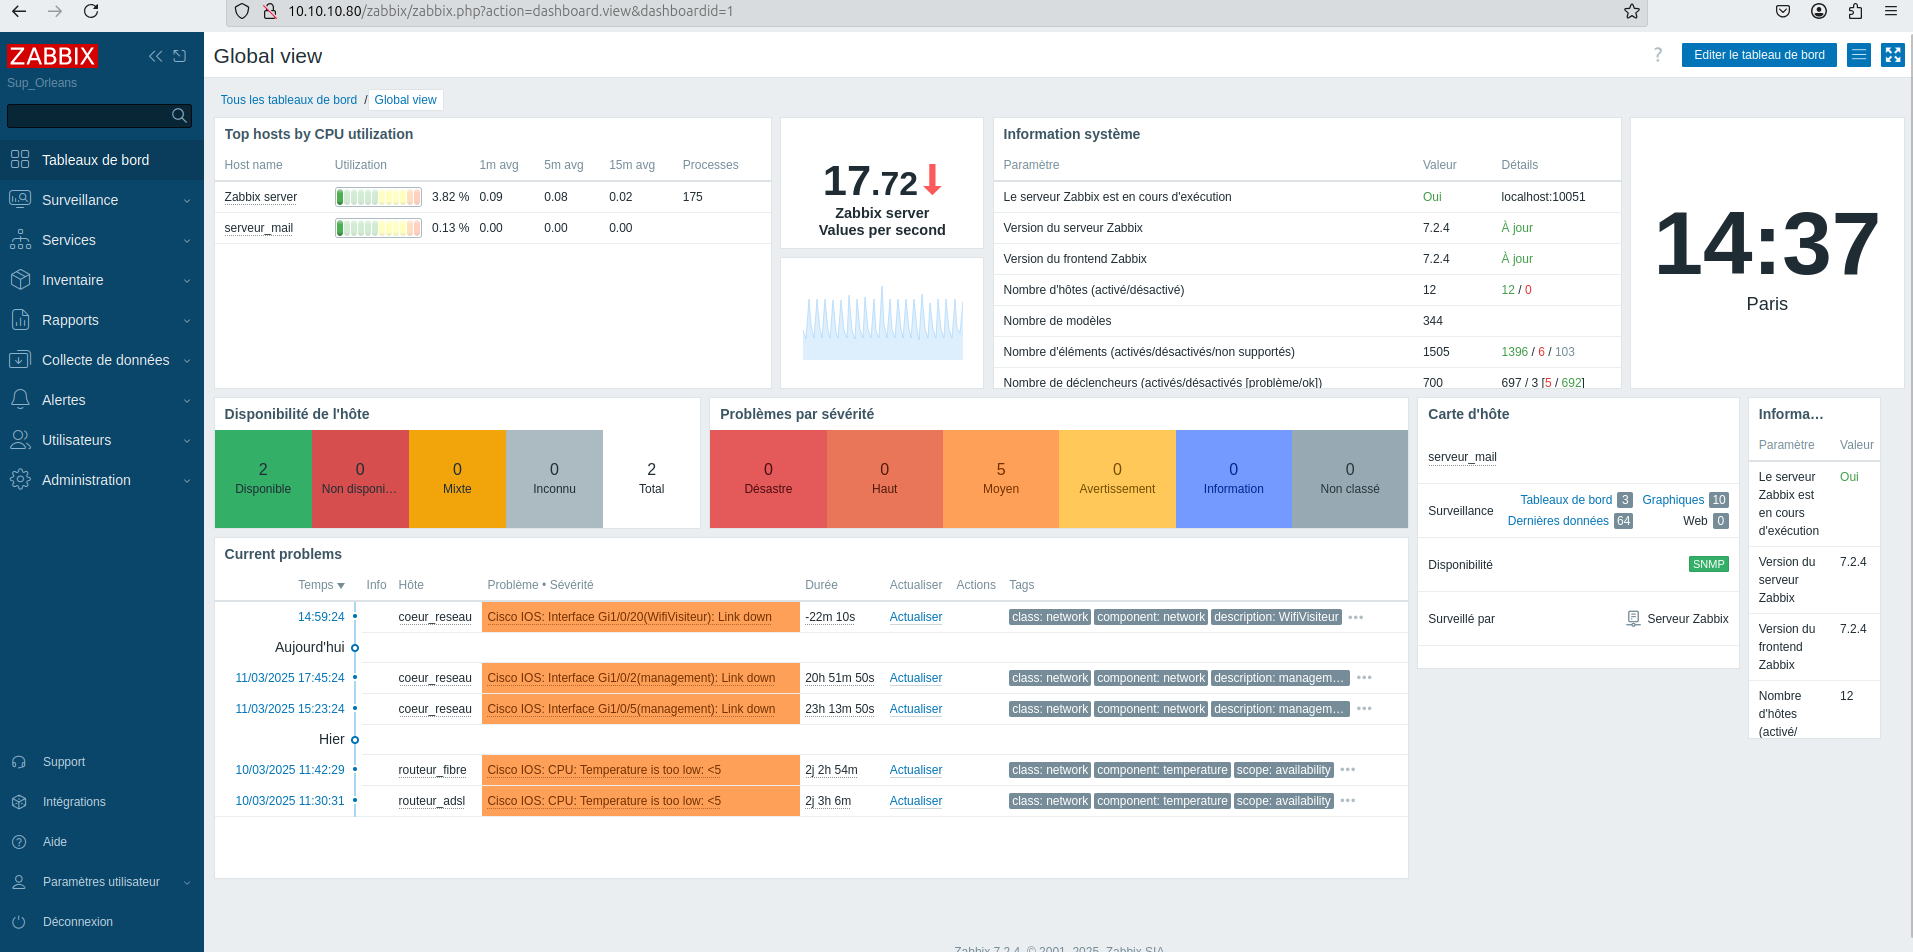 10.10.10.80/zabbix/zabbix.php?action=dashboard.view&dashboardid=1
ZABBIX
Sup_Orleans
Tableaux de bord
Surveillance
Services
Inventaire
Rapports
Collecte de données
Alertes
Utilisateurs
Administration
Support
Intégrations
Aide
Paramètres utilisateur
Déconnexion
Global view
? Editer le tableau de bord
Tous les tableaux de bord / Global view
Top hosts by CPU utilization
Host name Utilization 1m avg 5m avg 15m avg Processes
Zabbix server 3.82 % 0.09 0.08 0.02 175
serveur_mail 0.13 % 0.00 0.00 0.00
17.72
Zabbix server
Values per second
Information système
Paramètre Valeur Détails
Le serveur Zabbix est en cours d'exécution Oui localhost:10051
Version du serveur Zabbix 7.2.4 À jour
Version du frontend Zabbix 7.2.4 À jour
Nombre d'hôtes (activé/désactivé) 12 12 / 0
Nombre de modèles 344
Nombre d'éléments (activés/désactivés/non supportés) 1505 1396 / 6 / 103
Nombre de déclencheurs (activés/désactivés [problème/ok]) 700 697 / 3 [5 / 692]
14:37
Paris
Disponibilité de l'hôte
2 0 0 0 2
Disponible Non disponi... Mixte Inconnu Total
Problèmes par sévérité
0 0 5 0 0 0
Désastre Haut Moyen Avertissement Information Non classé
Carte d'hôte
serveur_mail
Surveillance Tableaux de bord 3 Graphiques 10
Dernières données 64 Web 0
Disponibilité SNMP
Surveillé par Serveur Zabbix
Informa...
Paramètre Valeur
Le serveur Oui
Zabbix est
en cours
d'exécution
Version du 7.2.4
serveur
Zabbix
Version du 7.2.4
frontend
Zabbix
Nombre 12
d'hôtes
(activé/
Current problems
Temps Info Hôte Problème • Sévérité Durée Actualiser Actions Tags
14:59:24 coeur_reseau Cisco IOS: Interface Gi1/0/20(WifiVisiteur): Link down -22m 10s Actualiser class: network component: network description: WifiVisiteur •••
Aujourd'hui
11/03/2025 17:45:24 coeur_reseau Cisco IOS: Interface Gi1/0/2(management): Link down 20h 51m 50s Actualiser class: network component: network description: managem... •••
11/03/2025 15:23:24 coeur_reseau Cisco IOS: Interface Gi1/0/5(management): Link down 23h 13m 50s Actualiser class: network component: network description: managem... •••
Hier
10/03/2025 11:42:29 routeur_fibre Cisco IOS: CPU: Temperature is too low: <5 2j 2h 54m Actualiser class: network component: temperature scope: availability •••
10/03/2025 11:30:31 routeur_adsl Cisco IOS: CPU: Temperature is too low: <5 2j 3h 6m Actualiser class: network component: temperature scope: availability •••
Zabbix 7.2.4. © 2001–2025, Zabbix SIA